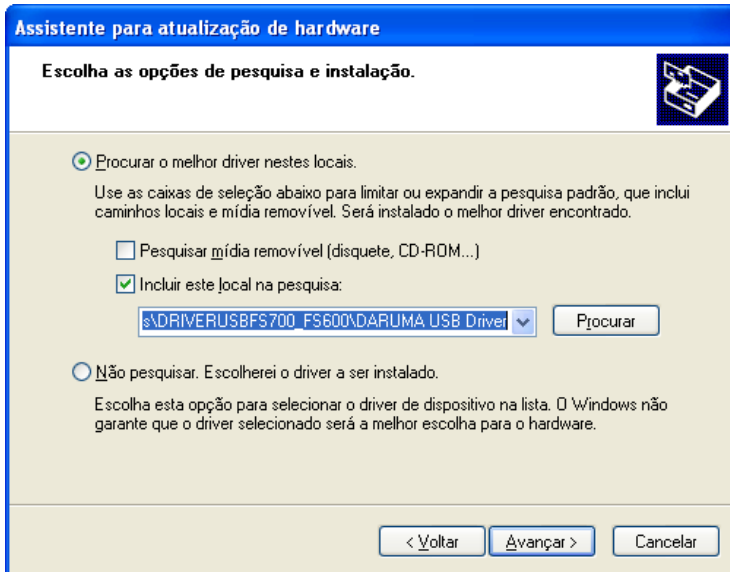 Assistente para atualização de hardware
Escolha as opções de pesquisa e instalação.
Procurar o melhor driver nestes locais.
Use as caixas de seleção abaixo para limitar ou expandir a pesquisa padrão, que inclui
caminhos locais e mídia removível. Será instalado o melhor driver encontrado.
Pesquisar mídia removível (disquete, CD-ROM...)
Incluir este local na pesquisa:
s\DRIVERUSBFS700_FS600\DARUMA USB Driver
Procurar
Não pesquisar. Escolherei o driver a ser instalado.
Escolha esta opção para selecionar o driver de dispositivo na lista. O Windows não
garante que o driver selecionado será a melhor escolha para o hardware.
< Voltar Avançar > Cancelar